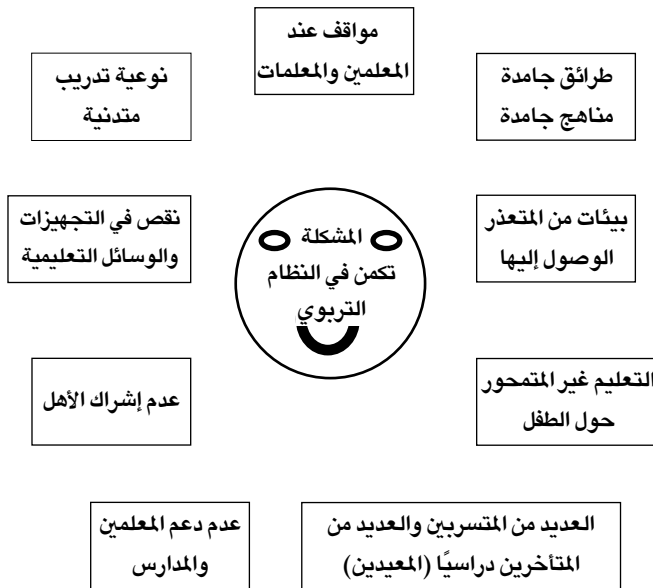 مواقف عند
المعلمين والمعلمات
طرائق جامدة
مناهج جامدة
نوعية تدريب
متدنية
بيئات من المتعذر
الوصول إليها
المشكلة
تكمن في النظام
التربوي
نقص في التجهيزات
والوسائل التعليمية
التعليم غير المتمحور
حول الطفل
عدم إشراك الأهل
العديد من المتسربين والعديد من
المتأخرين دراسيًا (المعيدين)
عدم دعم المعلمين
والمدارس